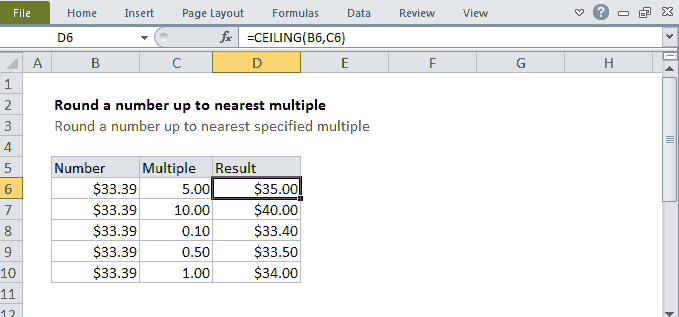 File Home Insert Page Layout Formulas Data Review View
D6 fx =CEILING(B6,C6)
A B C D E F G H
1
2 Round a number up to nearest multiple
3 Round a number up to nearest specified multiple
4
5 Number Multiple Result
6 $33.39 5.00 $35.00
7 $33.39 10.00 $40.00
8 $33.39 0.10 $33.40
9 $33.39 0.50 $33.50
10 $33.39 1.00 $34.00
11
12